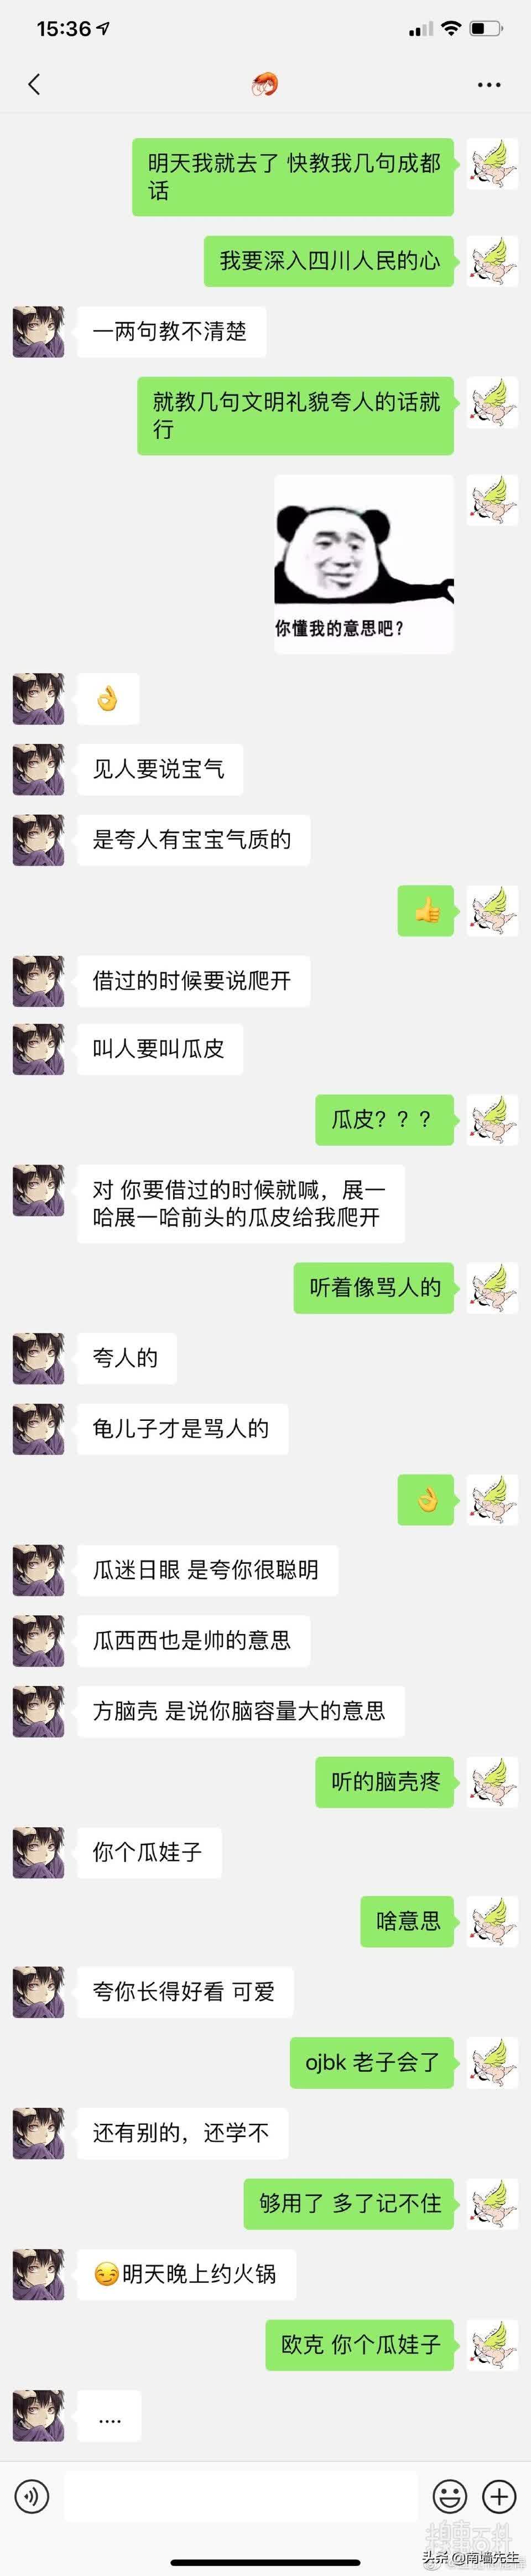 15:36
明天我就去了 快教我几句成都
话
我要深入四川人民的心
一两句教不清楚
就教几句文明礼貌夸人的话就
行
你懂我的意思吧?
见人要说宝气
是夸人有宝宝气质的
借过的时候要说爬开
叫人要叫瓜皮
瓜皮？？？
对 你要借过的时候就喊，展一
哈展一哈前头的瓜皮给我爬开
听着像骂人的
夸人的
龟儿子才是骂人的
瓜迷日眼 是夸你很聪明
瓜西西也是帅的意思
方脑壳 是说你脑容量大的意思
听的脑壳疼
你个瓜娃子
啥意思
夸你长得好看 可爱
ojbk 老子会了
还有别的，还学不
够用了 多了记不住
明天晚上约火锅
欧克 你个瓜娃子
....
头条 @南墙先生